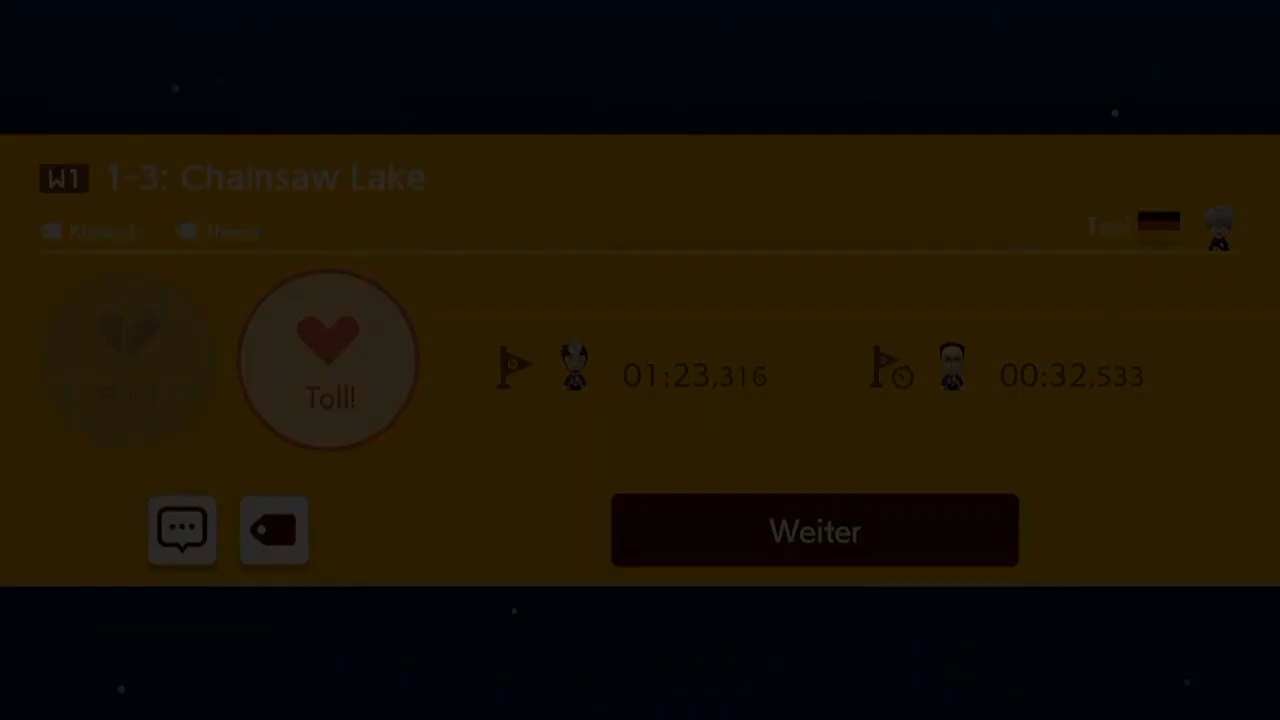 W1 1-3: Chainsaw Lake
Toll!
01:23,316
00:32,533
Weiter